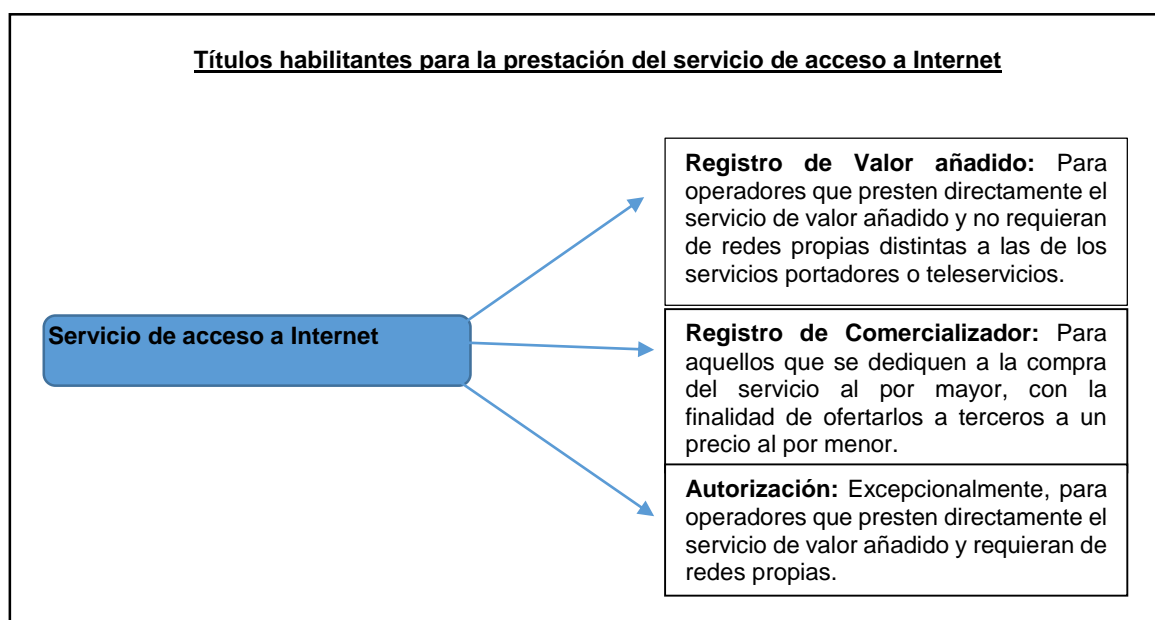 Títulos habilitantes para la prestación del servicio de acceso a Internet
Servicio de acceso a Internet
Registro de Valor añadido: Para
operadores que presten directamente el
servicio de valor añadido y no requieran
de redes propias distintas a las de los
servicios portadores o teleservicios.
Registro de Comercializador: Para
aquellos que se dediquen a la compra
del servicio al por mayor, con la
finalidad de ofertarlos a terceros a un
precio al por menor.
Autorización: Excepcionalmente, para
operadores que presten directamente el
servicio de valor añadido y requieran de
redes propias.